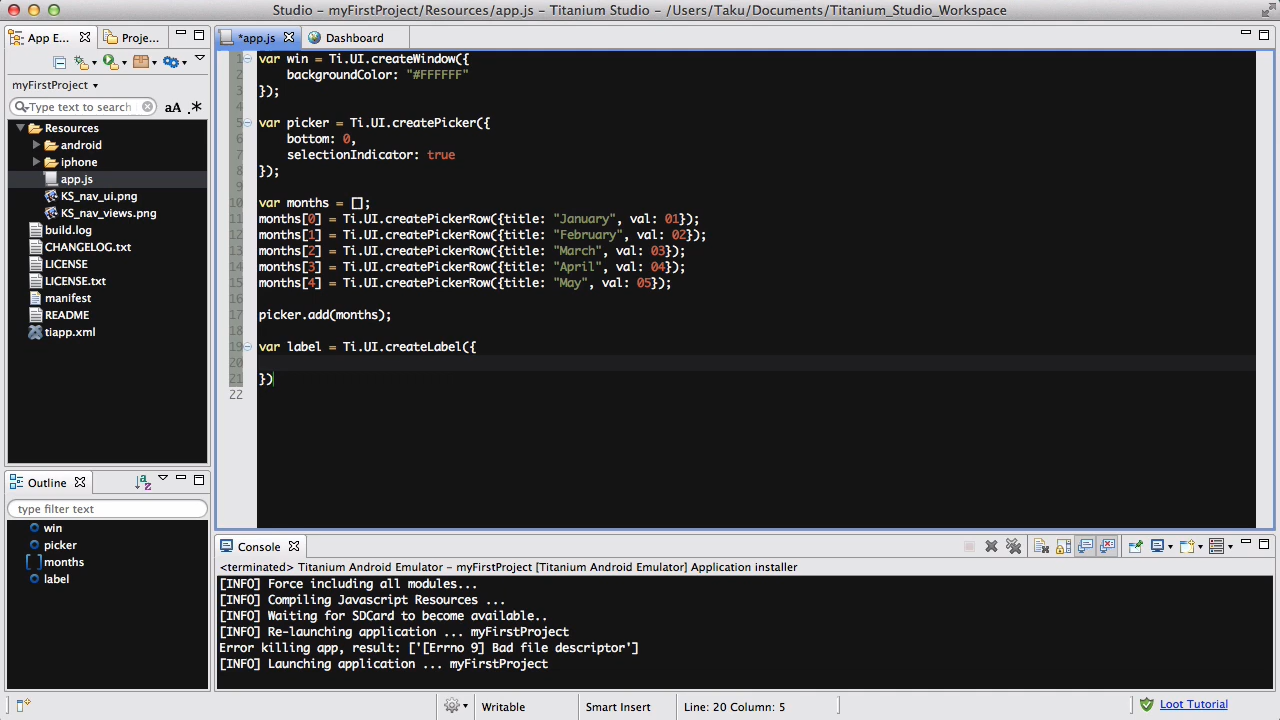 Studio - myFirstProject/Resources/app.js - Titanium Studio - /Users/Taku/Documents/Titanium_Studio_Workspace
App E...
Proje...
myFirstProject
Type text to search
aA .*
Resources
android
iphone
app.js
KS_nav_ui.png
KS_nav_views.png
build.log
CHANGELOG.txt
LICENSE
LICENSE.txt
manifest
README
tiapp.xml
Outline
type filter text
win
picker
months
label
*app.js
Dashboard
1 var win = Ti.UI.createWindow({
2 backgroundColor: "#FFFFFF"
3 });
4
5 var picker = Ti.UI.createPicker({
6 bottom: 0,
7 selectionIndicator: true
8 });
9
10 var months = [];
11 months[0] = Ti.UI.createPickerRow({title: "January", val: 01});
12 months[1] = Ti.UI.createPickerRow({title: "February", val: 02});
13 months[2] = Ti.UI.createPickerRow({title: "March", val: 03});
14 months[3] = Ti.UI.createPickerRow({title: "April", val: 04});
15 months[4] = Ti.UI.createPickerRow({title: "May", val: 05});
16
17 picker.add(months);
18
19 var label = Ti.UI.createLabel({
20
21 })
22
Console
<terminated> Titanium Android Emulator - myFirstProject [Titanium Android Emulator] Application installer
[INFO] Force including all modules...
[INFO] Compiling Javascript Resources ...
[INFO] Waiting for SDCard to become available..
[INFO] Re-launching application ... myFirstProject
Error killing app, result: ['[Errno 9] Bad file descriptor']
[INFO] Launching application ... myFirstProject
Writable
Smart Insert
Line: 20 Column: 5
Loot Tutorial